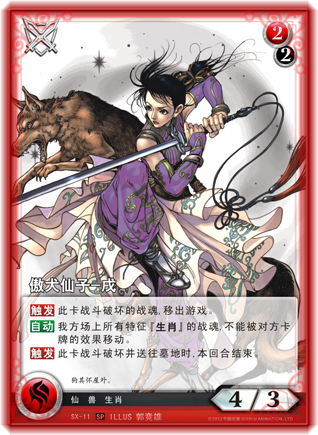 2
2
傲犬仙子-戌
触发 此卡战斗破坏的战魂,移出游戏。
自动 我方场上所有特征『生肖』的战魂,不能被对方卡
牌的效果移动。
触发 此卡战斗破坏并送往墓地时,本回合结束。
狗其怀星外。
仙 兽 生肖
4 / 3
SX-11 SP ILLUS 郭竞雄